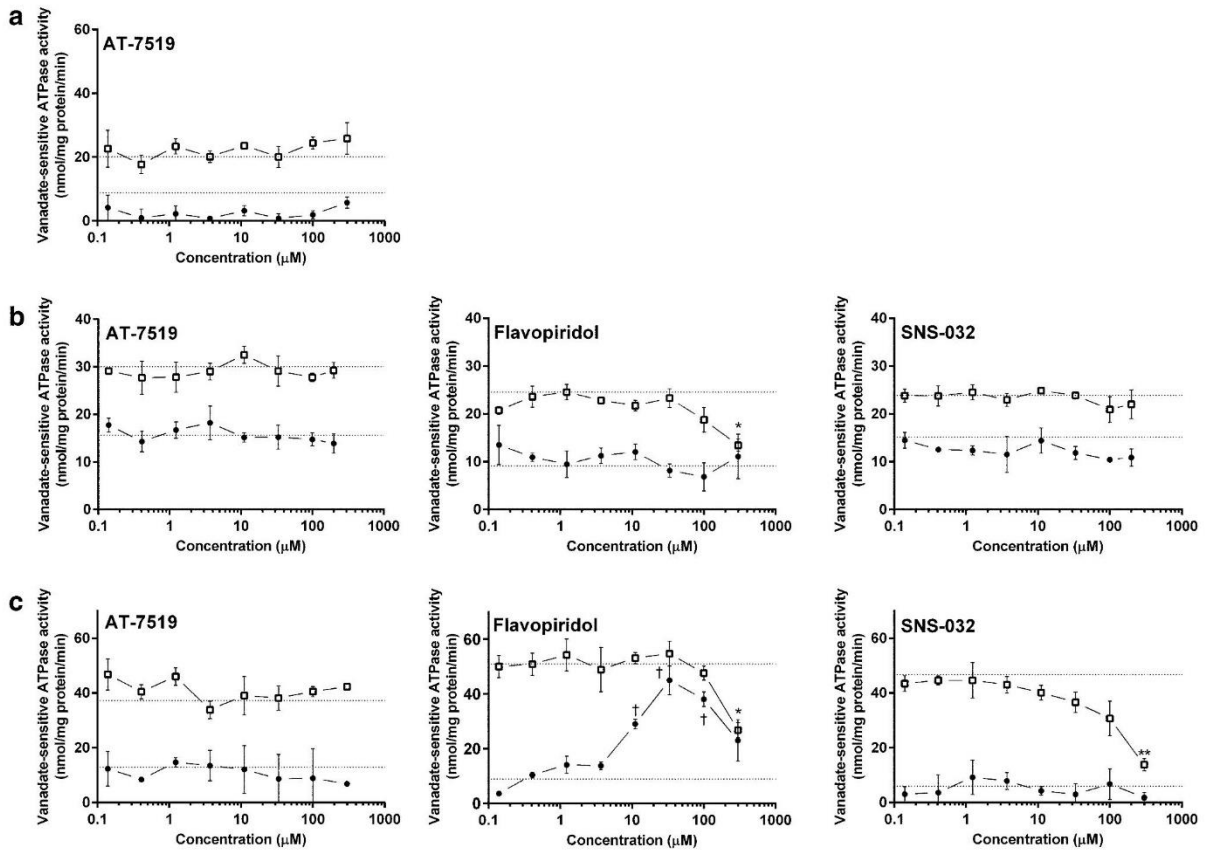 a
AT-7519
Vanadate-sensitive ATPase activity
(nmol/mg protein/min)
60
40
20
0
0.1 1 10 100 1000
Concentration (μM)
b
AT-7519
Vanadate-sensitive ATPase activity
(nmol/mg protein/min)
40
30
20
10
0
0.1 1 10 100 1000
Concentration (μM)
Flavopiridol
Vanadate-sensitive ATPase activity
(nmol/mg protein/min)
40
30
20
10
0
*
0.1 1 10 100 1000
Concentration (μM)
SNS-032
Vanadate-sensitive ATPase activity
(nmol/mg protein/min)
40
30
20
10
0
0.1 1 10 100 1000
Concentration (μM)
c
AT-7519
Vanadate-sensitive ATPase activity
(nmol/mg protein/min)
60
40
20
0
0.1 1 10 100 1000
Concentration (μM)
Flavopiridol
Vanadate-sensitive ATPase activity
(nmol/mg protein/min)
60
40
20
0
† † † *
0.1 1 10 100 1000
Concentration (μM)
SNS-032
Vanadate-sensitive ATPase activity
(nmol/mg protein/min)
60
40
20
0
**
0.1 1 10 100 1000
Concentration (μM)